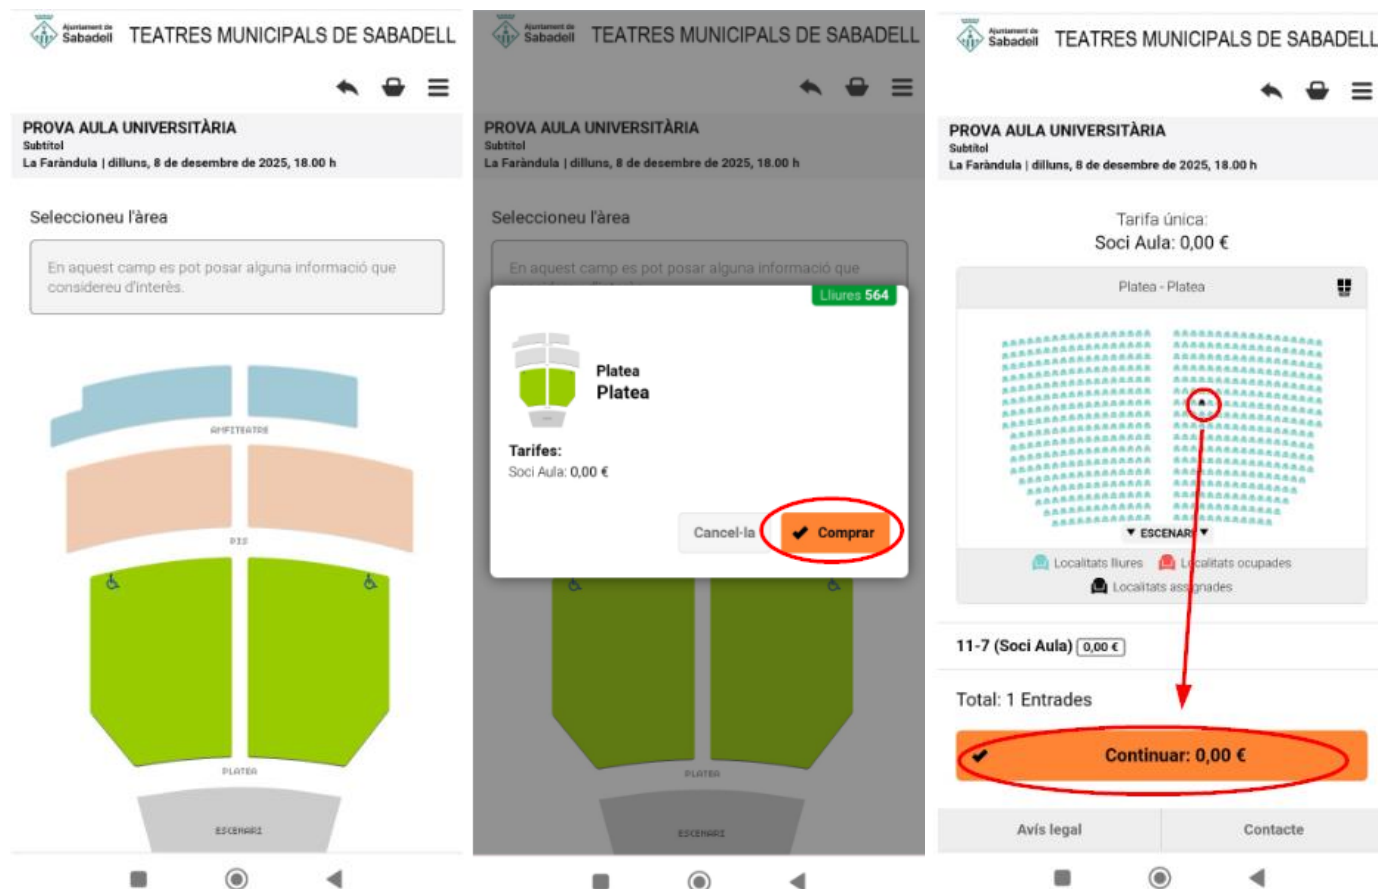 Ajuntament de
Sabadell
TEATRES MUNICIPALS DE SABADELL
PROVA AULA UNIVERSITÀRIA
Subtítol
La Faràndula | dilluns, 8 de desembre de 2025, 18.00 h
Seleccioneu l'àrea
En aquest camp es pot posar alguna informació que
considereu d'interès.
AMFITEATRE
PIS
PLATEA
ESCENARI
Ajuntament de
Sabadell
TEATRES MUNICIPALS DE SABADELL
PROVA AULA UNIVERSITÀRIA
Subtítol
La Faràndula | dilluns, 8 de desembre de 2025, 18.00 h
Seleccioneu l'àrea
En aquest camp es pot posar alguna informació que
Lliures 564
Platea
Platea
Tarifes:
Soci Aula: 0,00 €
Cancel·la
Comprar
PLATEA
ESCENARI
Ajuntament de
Sabadell
TEATRES MUNICIPALS DE SABADELL
PROVA AULA UNIVERSITÀRIA
Subtítol
La Faràndula | dilluns, 8 de desembre de 2025, 18.00 h
Tarifa única:
Soci Aula: 0,00 €
Platea - Platea
▼ ESCENARI ▼
Localitats lliures
Localitats ocupades
Localitats assignades
11-7 (Soci Aula) 0,00 €
Total: 1 Entrades
Continuar: 0,00 €
Avís legal
Contacte